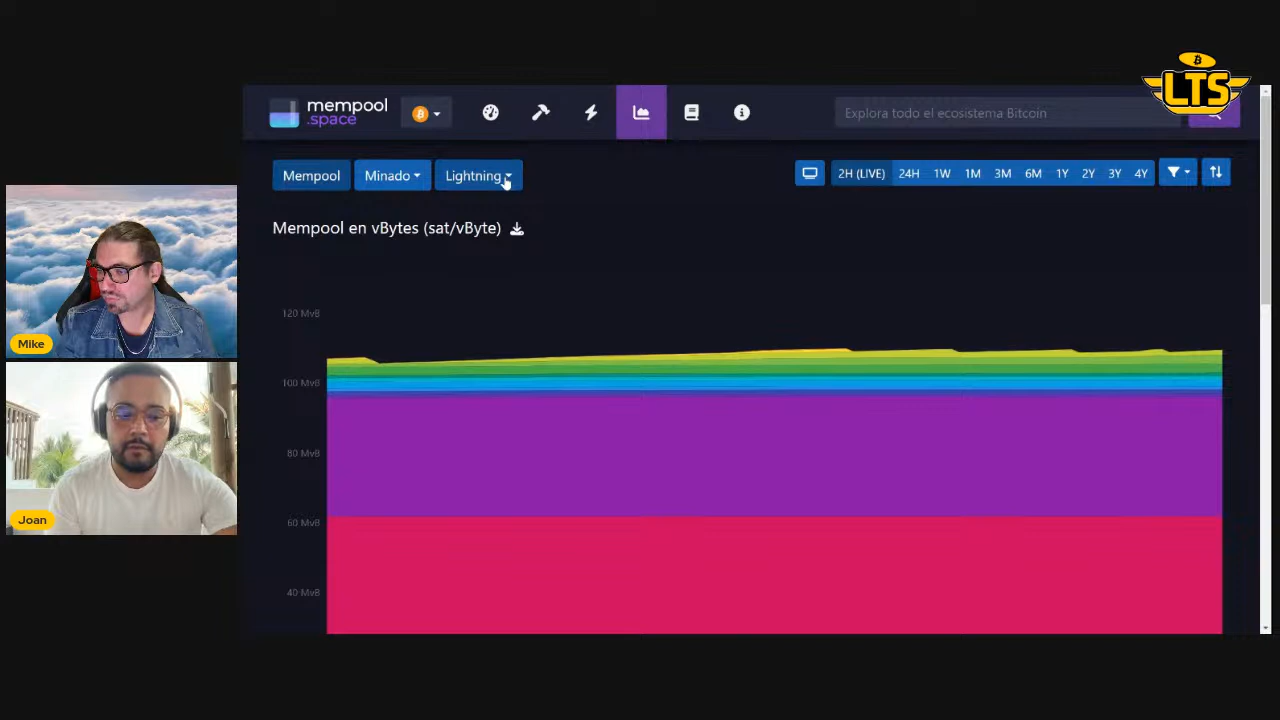 LTS
mempool
.space
Explora todo el ecosistema Bitcoin
Mempool
Minado
Lightning
2H (LIVE) 24H 1W 1M 3M 6M 1Y 2Y 3Y 4Y
Mempool en vBytes (sat/vByte)
120 MvB
100 MvB
80 MvB
60 MvB
40 MvB
Mike
Joan